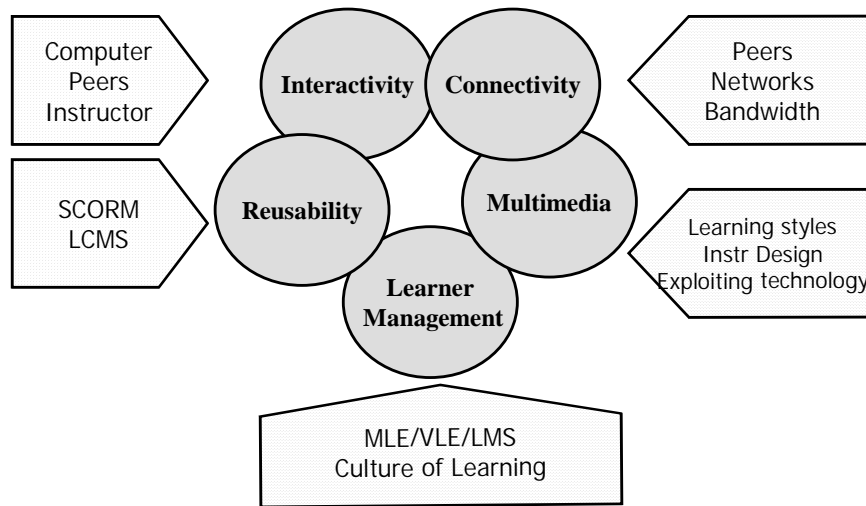 Computer
Peers
Instructor
Interactivity
Connectivity
Peers
Networks
Bandwidth
SCORM
LCMS
Reusability
Multimedia
Learning styles
Instr Design
Exploiting technology
Learner
Management
MLE/VLE/LMS
Culture of Learning